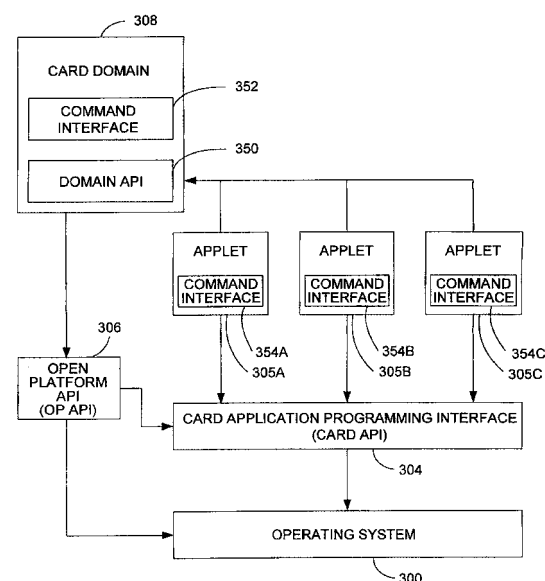 308
CARD DOMAIN
352
COMMAND
INTERFACE
350
DOMAIN API
APPLET
COMMAND
INTERFACE
354A
305A
APPLET
COMMAND
INTERFACE
354B
305B
APPLET
COMMAND
INTERFACE
354C
305C
306
OPEN
PLATFORM
API
(OP API)
CARD APPLICATION PROGRAMMING INTERFACE
(CARD API)
304
OPERATING SYSTEM
300